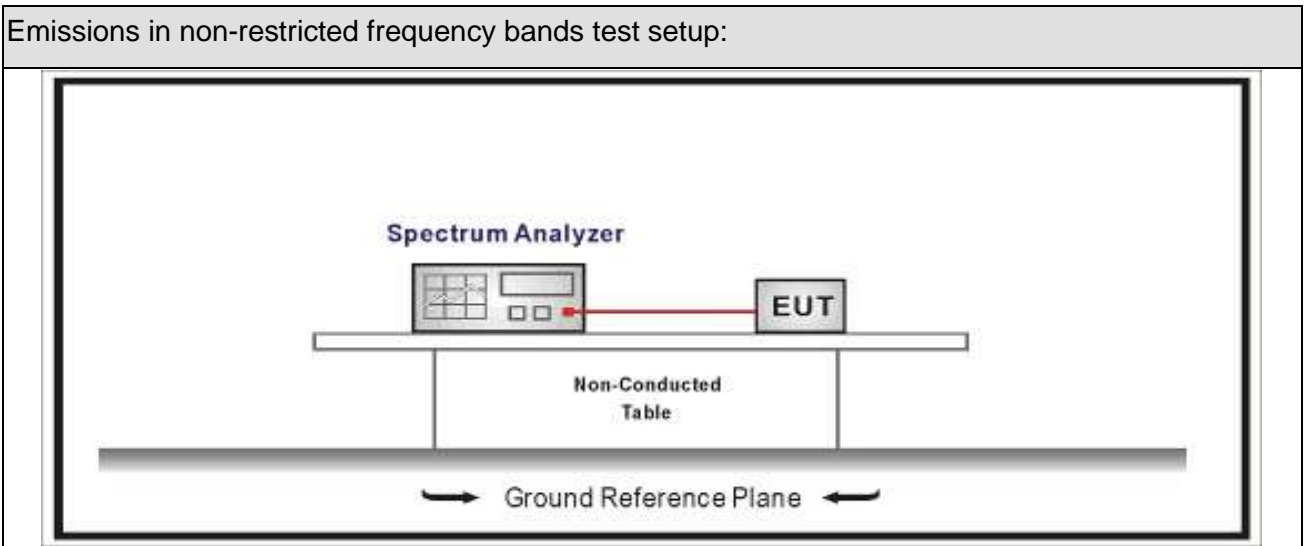 Emissions in non-restricted frequency bands test setup:
Spectrum Analyzer
EUT
Non-Conducted
Table
Ground Reference Plane